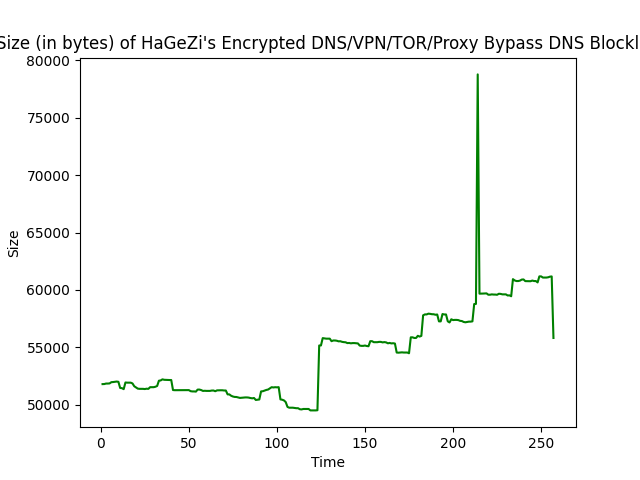 Size (in bytes) of HaGeZi's Encrypted DNS/VPN/TOR/Proxy Bypass DNS Blockl
80000
75000
70000
65000
60000
55000
50000
Size
0 50 100 150 200 250
Time